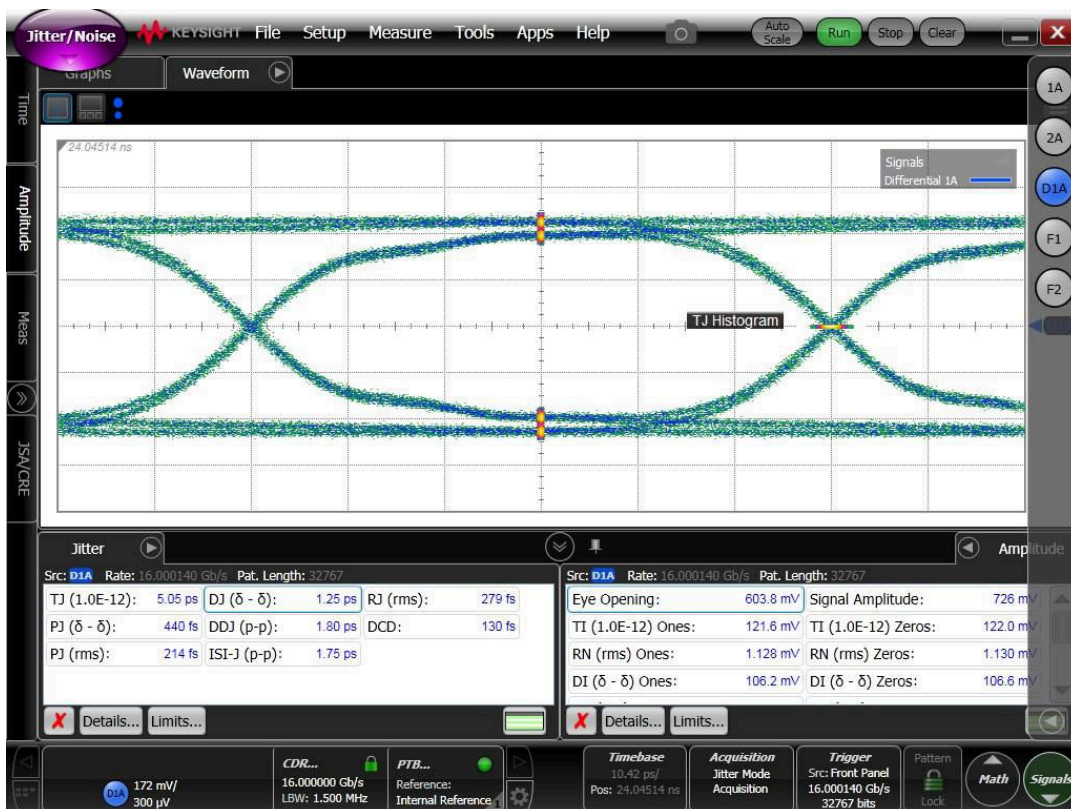 Jitter/Noise
KEYSIGHT File Setup Measure Tools Apps Help
Auto Scale
Run
Stop
Clear
Graphs
Waveform
Time
Amplitude
Meas
JSA/CRE
24.04514 ns
Signals
Differential 1A
TJ Histogram
1A
2A
D1A
F1
F2
Jitter
Src: D1A Rate: 16.000140 Gb/s Pat. Length: 32767
TJ (1.0E-12): 5.05 ps DJ (δ - δ): 1.25 ps RJ (rms): 279 fs
PJ (δ - δ): 440 fs DDJ (p-p): 1.80 ps DCD: 130 fs
PJ (rms): 214 fs ISI-J (p-p): 1.75 ps
Details... Limits...
Amplitude
Src: D1A Rate: 16.000140 Gb/s Pat. Length: 32767
Eye Opening: 603.8 mV Signal Amplitude: 726 mV
TI (1.0E-12) Ones: 121.6 mV TI (1.0E-12) Zeros: 122.0 mV
RN (rms) Ones: 1.128 mV RN (rms) Zeros: 1.130 mV
DI (δ - δ) Ones: 106.2 mV DI (δ - δ) Zeros: 106.6 mV
Details... Limits...
D1A
172 mV/
300 µV
CDR...
16.000000 Gb/s
LBW: 1.500 MHz
PTB...
Reference:
Internal Reference
Timebase
10.42 ps/
Pos: 24.04514 ns
Acquisition
Jitter Mode
Acquisition
Trigger
Src: Front Panel
16.000140 Gb/s
32767 bits
Pattern
Lock
Math
Signals